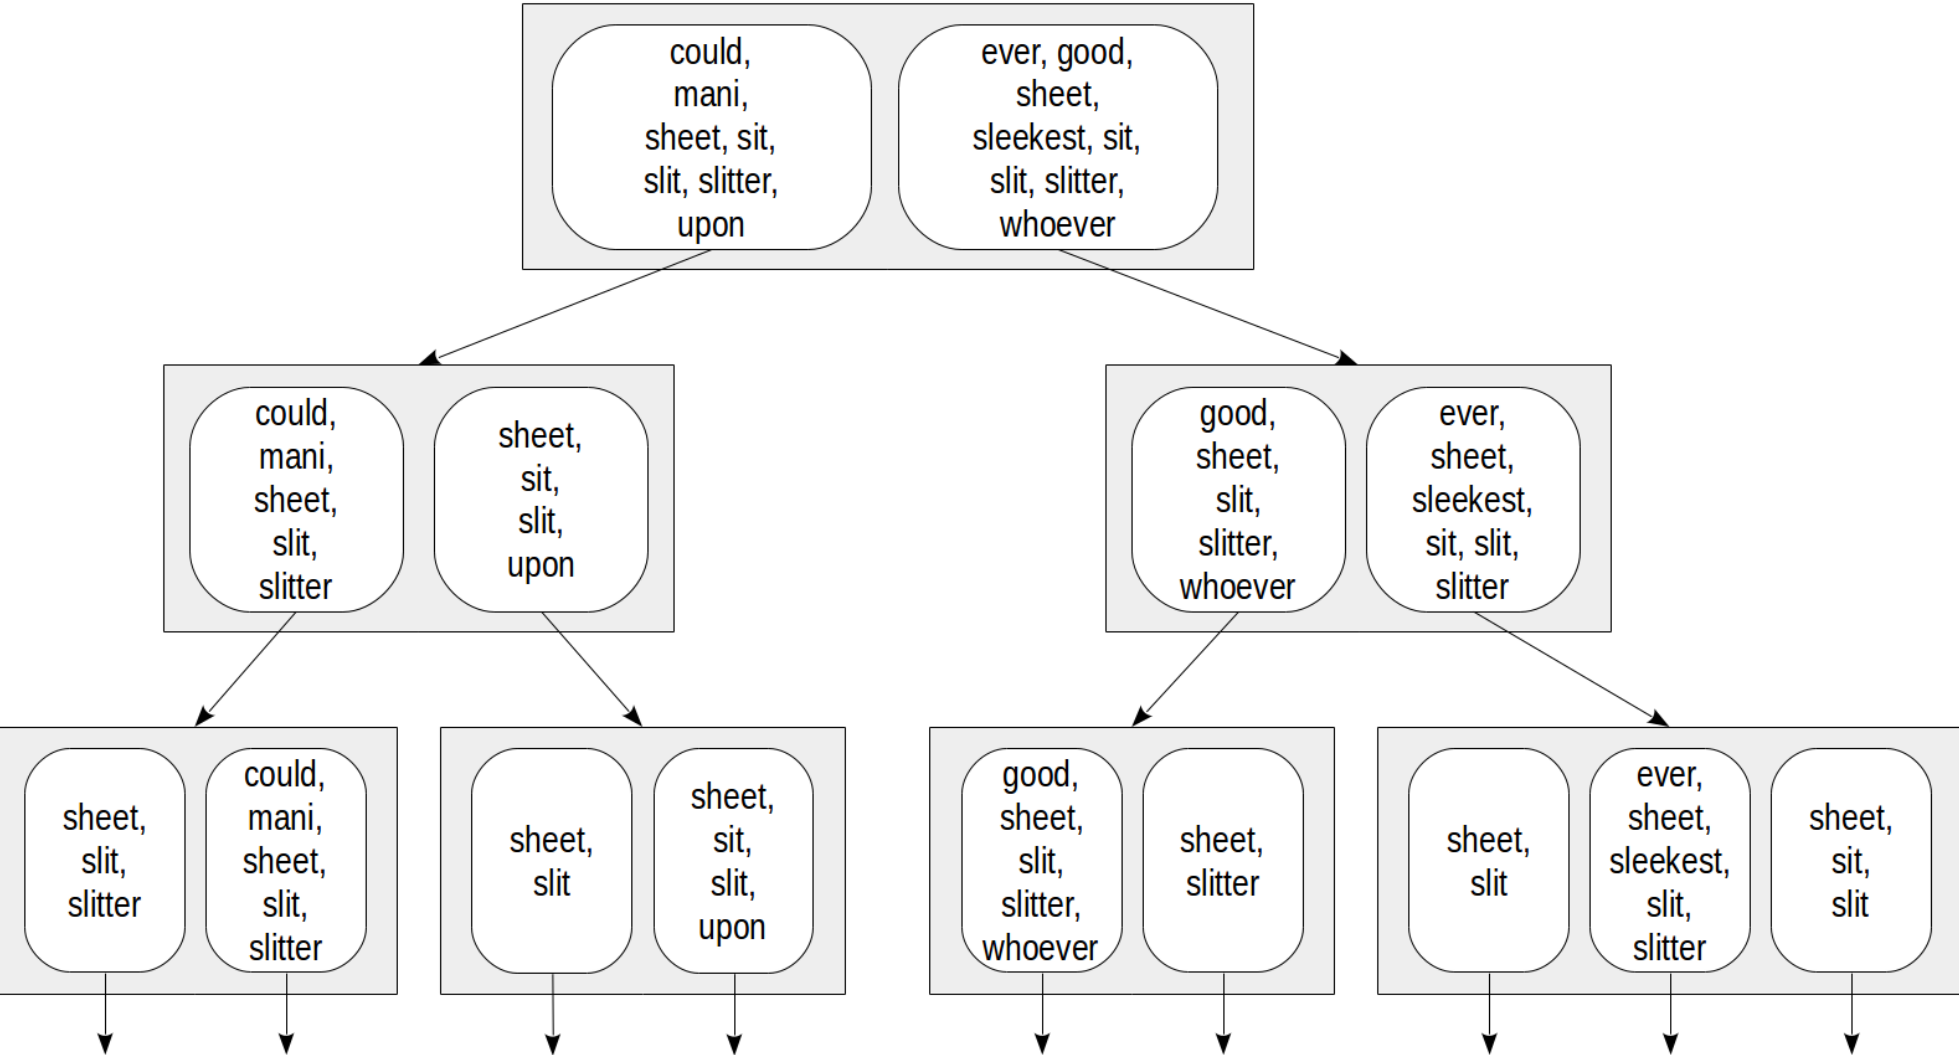 could,
mani,
sheet, sit,
slit, slitter,
upon
ever, good,
sheet,
sleekest, sit,
slit, slitter,
whoever
could,
mani,
sheet,
slit,
slitter
sheet,
sit,
slit,
upon
good,
sheet,
slit,
slitter,
whoever
ever,
sheet,
sleekest,
sit, slit,
slitter
sheet,
slit,
slitter
could,
mani,
sheet,
slit,
slitter
sheet,
slit
sheet,
sit,
slit,
upon
good,
sheet,
slit,
slitter,
whoever
sheet,
slitter
sheet,
slit
ever,
sheet,
sleekest,
slit,
slitter
sheet,
sit,
slit